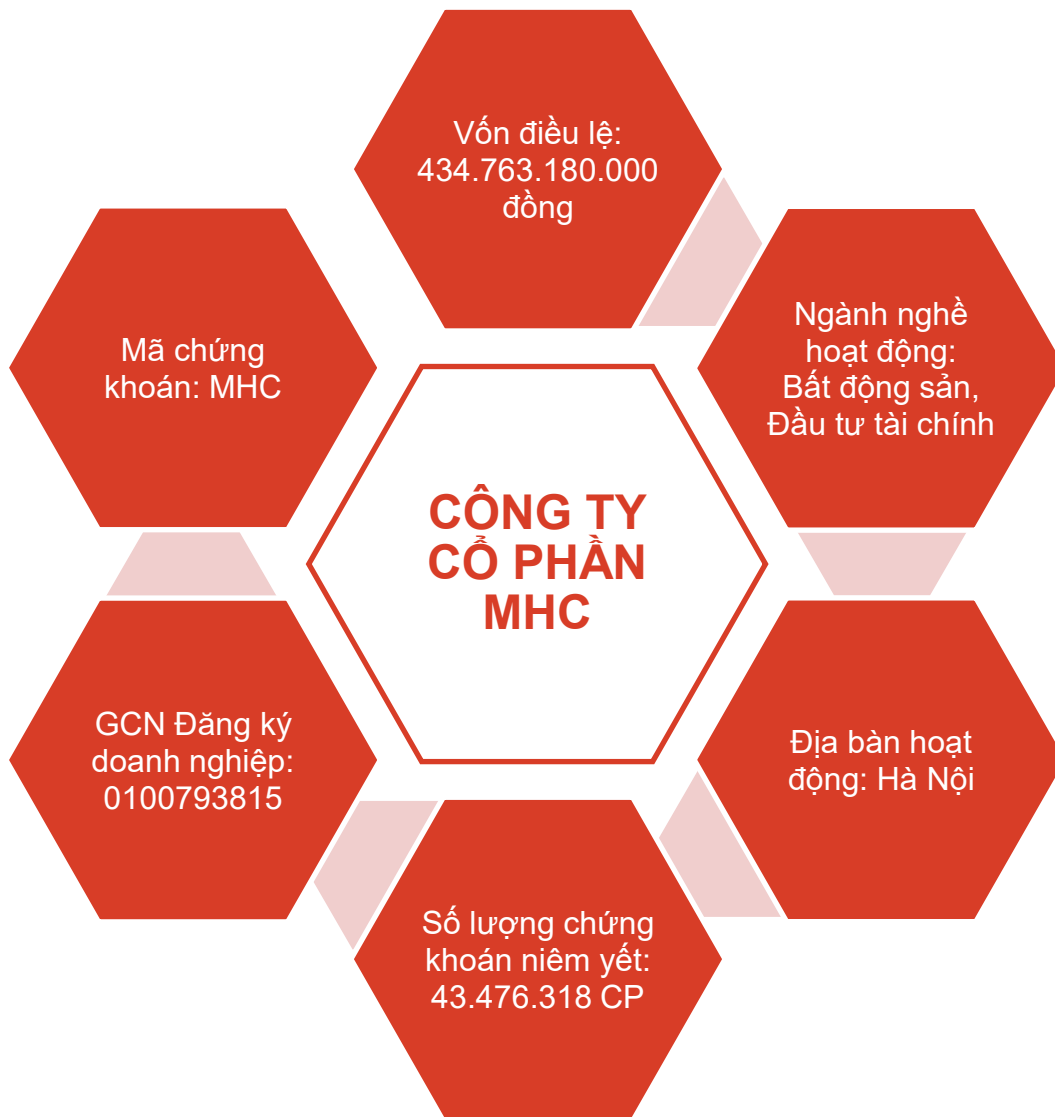 Vốn điều lệ:
434.763.180.000
đồng
Ngành nghề
hoạt động:
Bất động sản,
Đầu tư tài chính
Mã chứng
khoán: MHC
CÔNG TY
CỔ PHẦN
MHC
GCN Đăng ký
doanh nghiệp:
0100793815
Địa bàn hoạt
động: Hà Nội
Số lượng chứng
khoán niêm yết:
43.476.318 CP